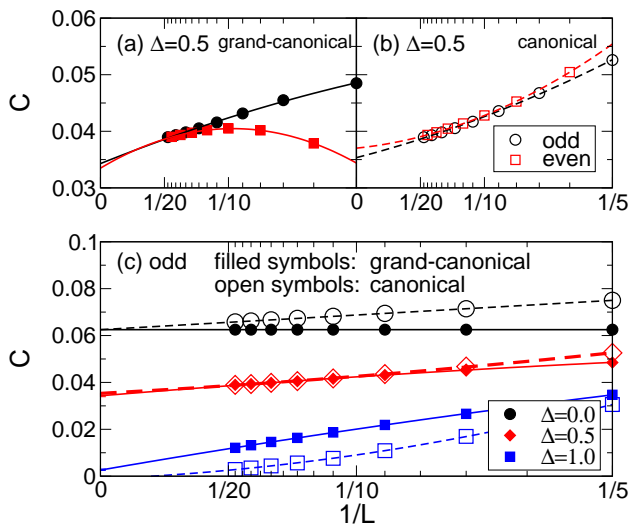 0.06
0.05
0.04
0.03
C
(a) Δ=0.5 grand-canonical
0
1/20
1/10
(b) Δ=0.5 canonical
odd
even
0
1/20
1/10
1/5
0.1
0.08
0.06
0.04
0.02
0
C
(c) odd filled symbols: grand-canonical
open symbols: canonical
Δ=0.0
Δ=0.5
Δ=1.0
0
1/20
1/10
1/5
1/L